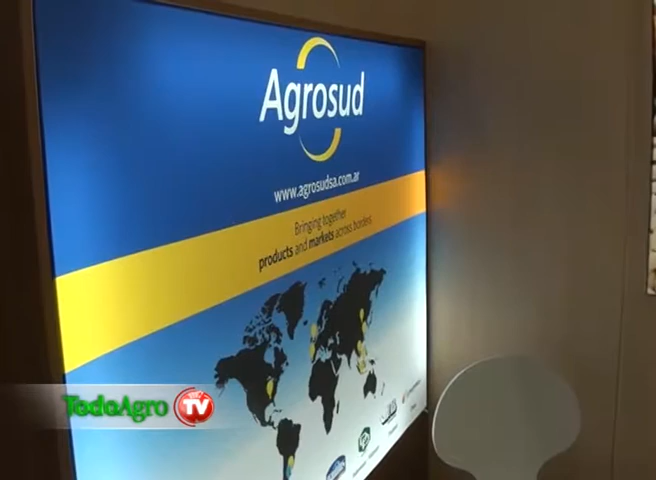 Agrosud
www.agrosudsa.com.ar
Bringing together
products and markets across borders
TodoAgro TV